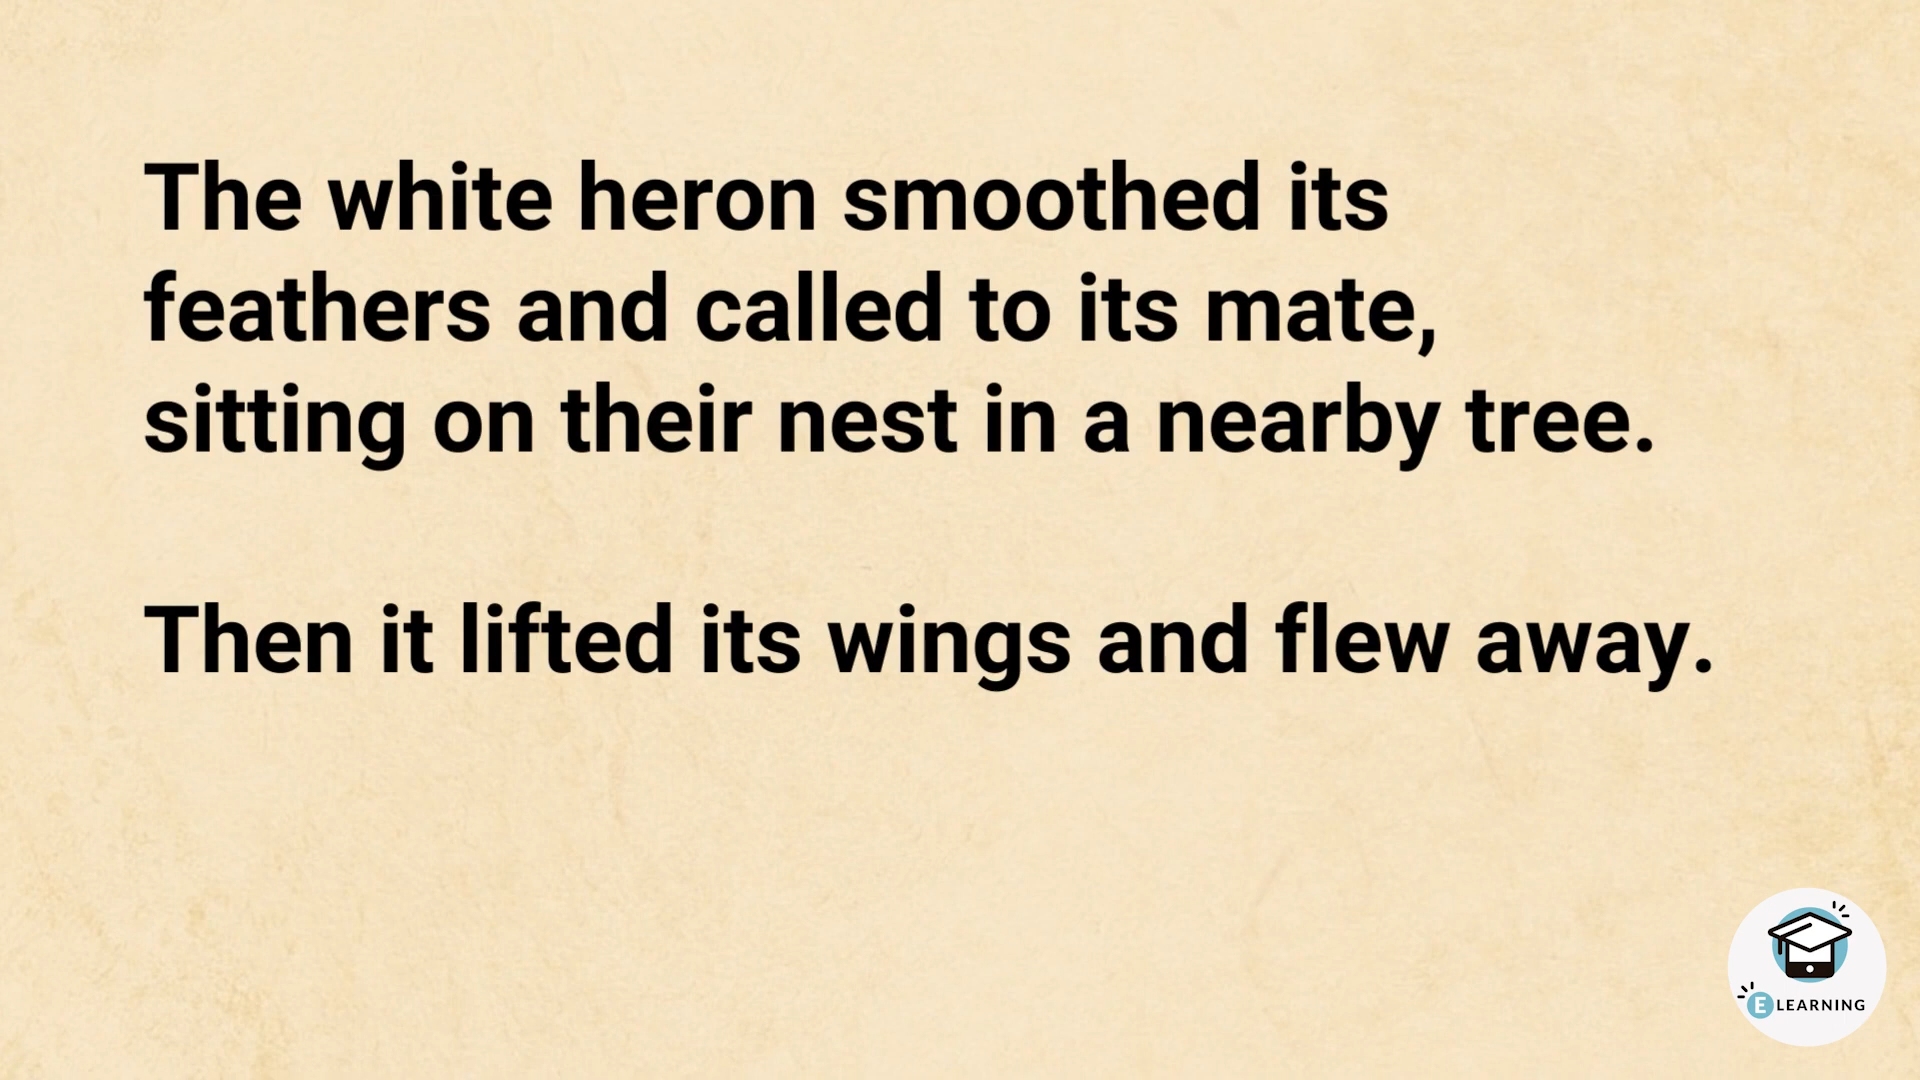 The white heron smoothed its
feathers and called to its mate,
sitting on their nest in a nearby tree.
Then it lifted its wings and flew away.
E LEARNING